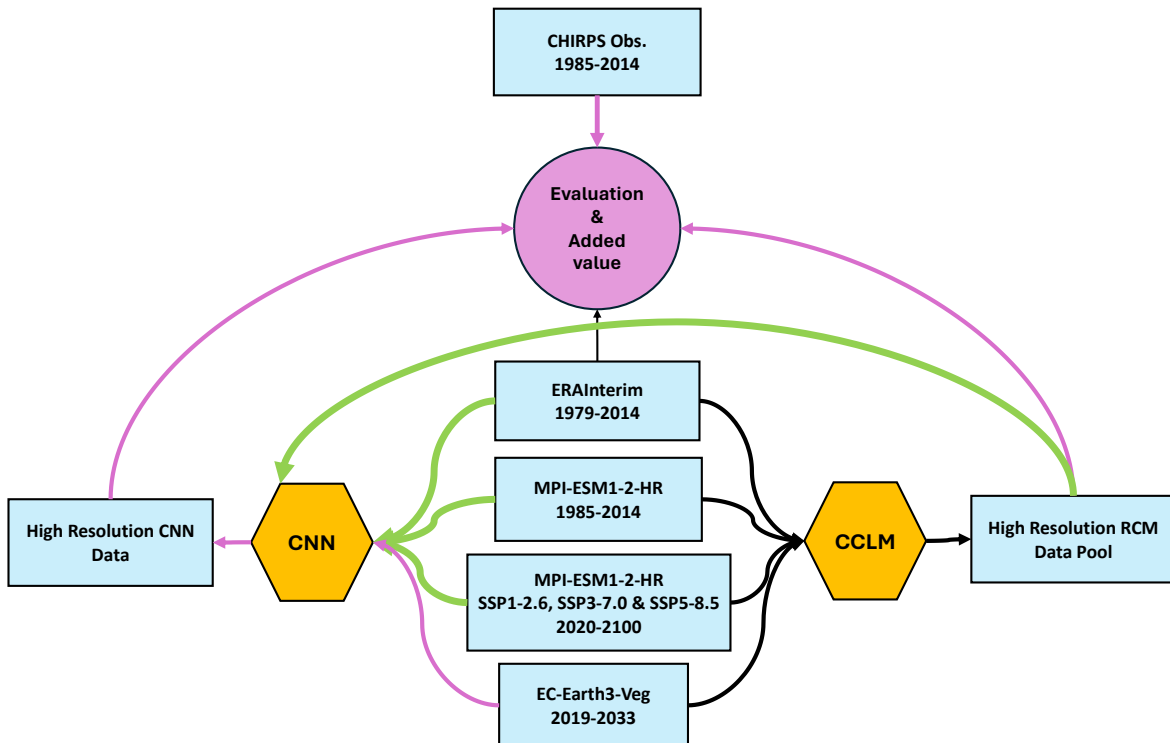 CHIRPS Obs.
1985-2014
Evaluation
&
Added
value
ERAInterim
1979-2014
MPI-ESM1-2-HR
1985-2014
High Resolution CNN
Data
CNN
CCLM
High Resolution RCM
Data Pool
MPI-ESM1-2-HR
SSP1-2.6, SSP3-7.0 & SSP5-8.5
2020-2100
EC-Earth3-Veg
2019-2033